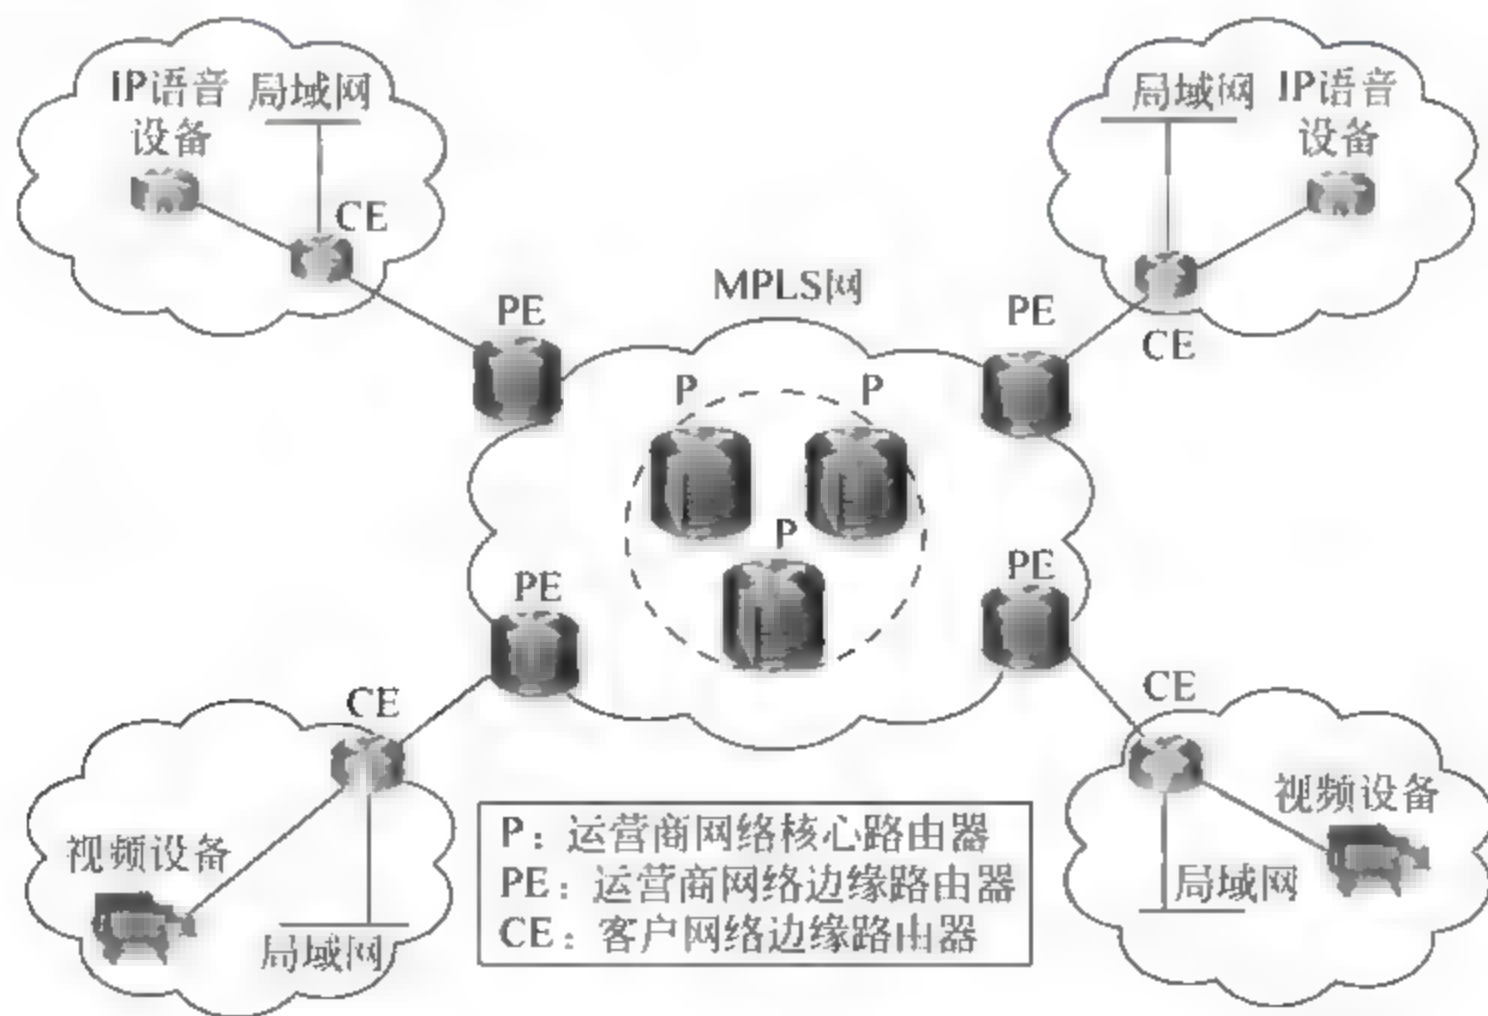 IP语音
设备
局域网
CE
局域网
IP语音
设备
CE
MPLS网
PE
PE
P
P
P
PE
PE
CE
视频设备
局域网
CE
视频设备
局域网
P：运营商网络核心路由器
PE：运营商网络边缘路由器
CE：客户网络边缘路由器